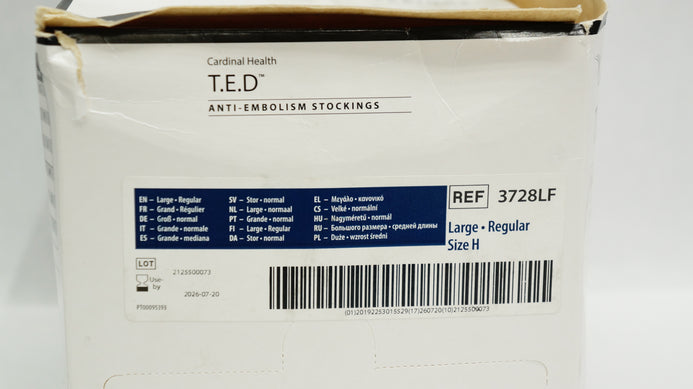 Cardinal Health
T.E.D™
ANTI-EMBOLISM STOCKINGS
EN – Large • Regular
FR – Grand • Régulier
DE – Groß • normal
IT – Grande • normale
ES – Grande • mediana
SV – Stor • normal
NL – Large • normaal
PT – Grande • normal
FI – Large • Regular
DA – Stor • normal
EL – Μεγάλο • κανονικό
CS – Velké • normální
HU – Nagyméretű • normál
RU – Большого размера • средней длины
PL – Duże • wzrost średni
REF 3728LF
Large • Regular
Size H
LOT
2125500073
Use-
by
2026-07-20
PT00095395
(01)20192253015529(17)260720(10)2125500073